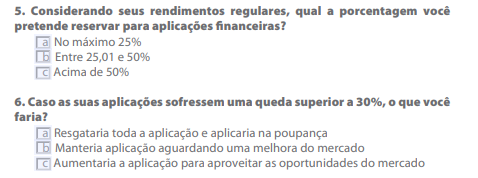 5. Considerando seus rendimentos regulares, qual a porcentagem você
pretende reservar para aplicações financeiras?
a No máximo 25%
b Entre 25,01 e 50%
c Acima de 50%
6. Caso as suas aplicações sofressem uma queda superior a 30%, o que você
faria?
a Resgataria toda a aplicação e aplicaria na poupança
b Manteria aplicação aguardando uma melhora do mercado
c Aumentaria a aplicação para aproveitar as oportunidades do mercado